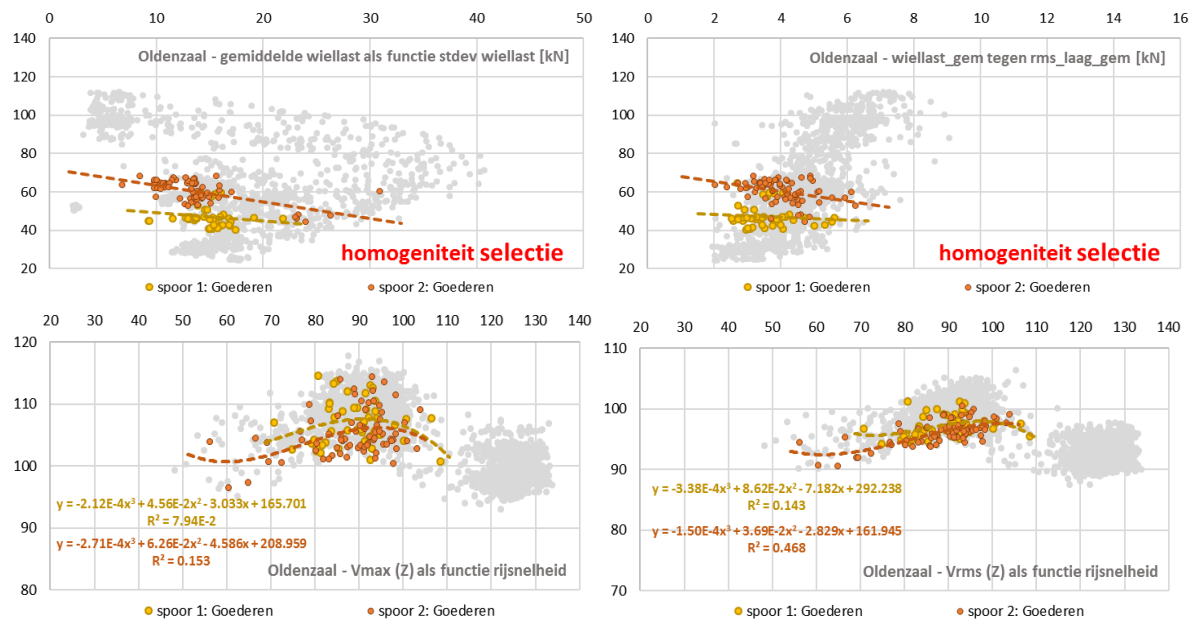 0 10 20 30 40 50
140
120
100
80
60
40
20
Oldenzaal - gemiddelde wiellast als functie stdev wiellast [kN]
homogeniteit selectie
spoor 1: Goederen spoor 2: Goederen
0 2 4 6 8 10 12 14 16
140
120
100
80
60
40
20
Oldenzaal - wiellast_gem tegen rms_laag_gem [kN]
homogeniteit selectie
spoor 1: Goederen spoor 2: Goederen
20 30 40 50 60 70 80 90 100 110 120 130 140
120
110
100
90
80
y = -2.12E-4x³ + 4.56E-2x² - 3.033x + 165.701
R² = 7.94E-2
y = -2.71E-4x³ + 6.26E-2x² - 4.586x + 208.959
R² = 0.153
Oldenzaal - Vmax (Z) als functie rijsnelheid
spoor 1: Goederen spoor 2: Goederen
20 30 40 50 60 70 80 90 100 110 120 130 140
110
100
90
80
70
y = -3.38E-4x³ + 8.62E-2x² - 7.182x + 292.238
R² = 0.143
y = -1.50E-4x³ + 3.69E-2x² - 2.829x + 161.945
R² = 0.468
Oldenzaal - Vrms (Z) als functie rijsnelheid
spoor 1: Goederen spoor 2: Goederen